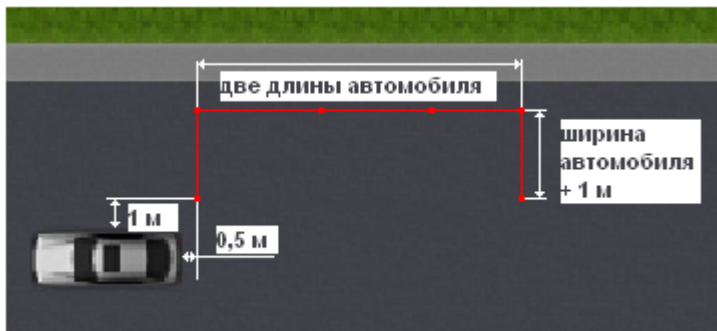 две длины автомобиля
ширина
автомобиля
+ 1 м
1 м
0,5 м